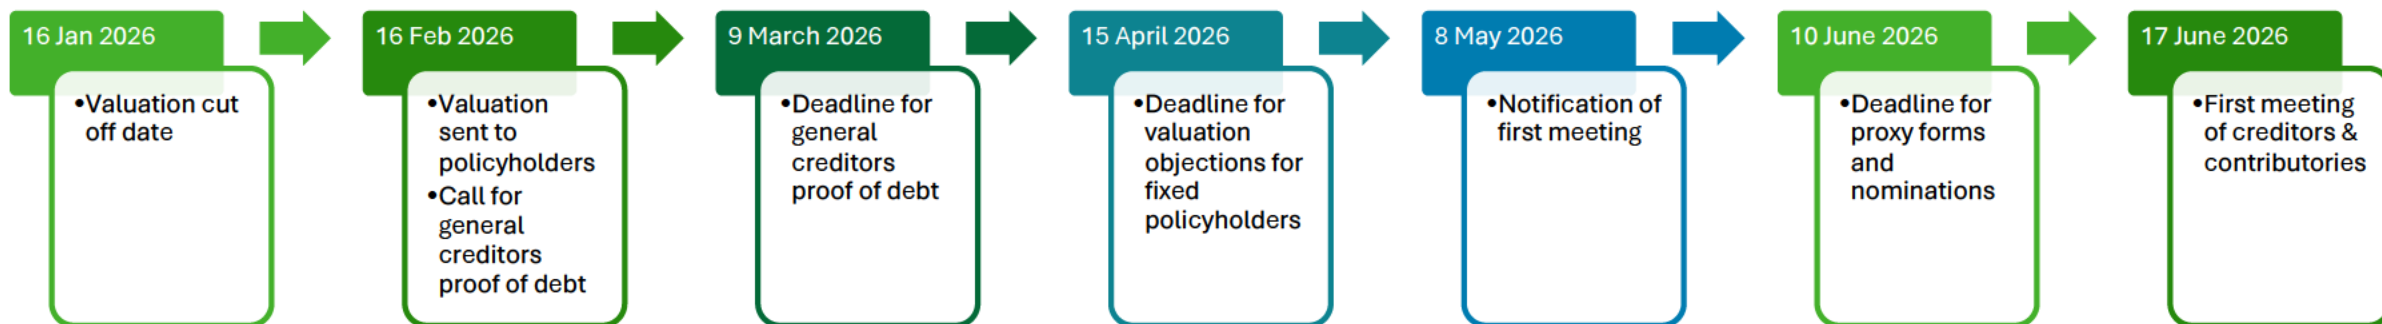 16 Jan 2026
•Valuation cut
off date
16 Feb 2026
•Valuation
sent to
policyholders
•Call for
general
creditors
proof of debt
9 March 2026
•Deadline for
general
creditors
proof of debt
15 April 2026
•Deadline for
valuation
objections for
fixed
policyholders
8 May 2026
•Notification of
first meeting
10 June 2026
•Deadline for
proxy forms
and
nominations
17 June 2026
•First meeting
of creditors &
contributories